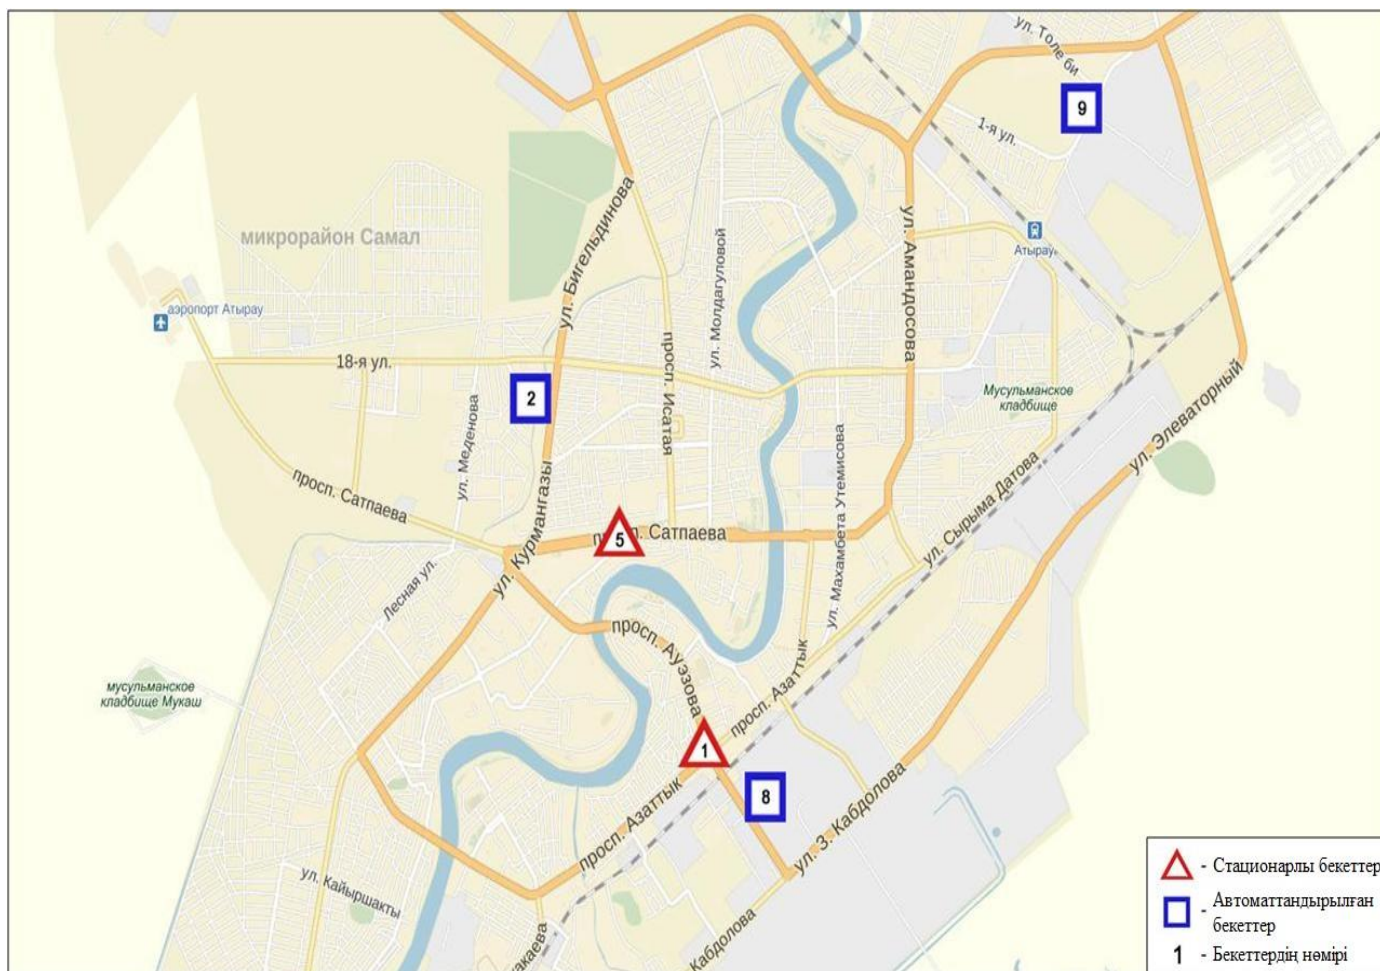 ул. Толе би
9
1-я ул.
ул. Бигельдинова
ул. Амандосова
микрорайон Самал
ул. Молдагуловой
Атырау
аэропорт Атырау
просп. Исатая
18-я ул.
2
ул. Меденова
Мусульманское
кладбище
ул. Элеваторный
просп. Сатпаева
ул. Курмангазы
ул. Махамбета Утемисова
ул. Сырыма Датова
5
Сатпаева
Лесная ул.
просп. Ауэзова
мусульманское
кладбище Мукаш
просп. Азаттык
1
8
просп. Азаттык
ул. З. Кабдолова
ул. Кайыршакты
Кабдолова
- Стационарлы бекеттер
- Автоматтандырылған
бекеттер
1 - Бекеттердің нөмірі